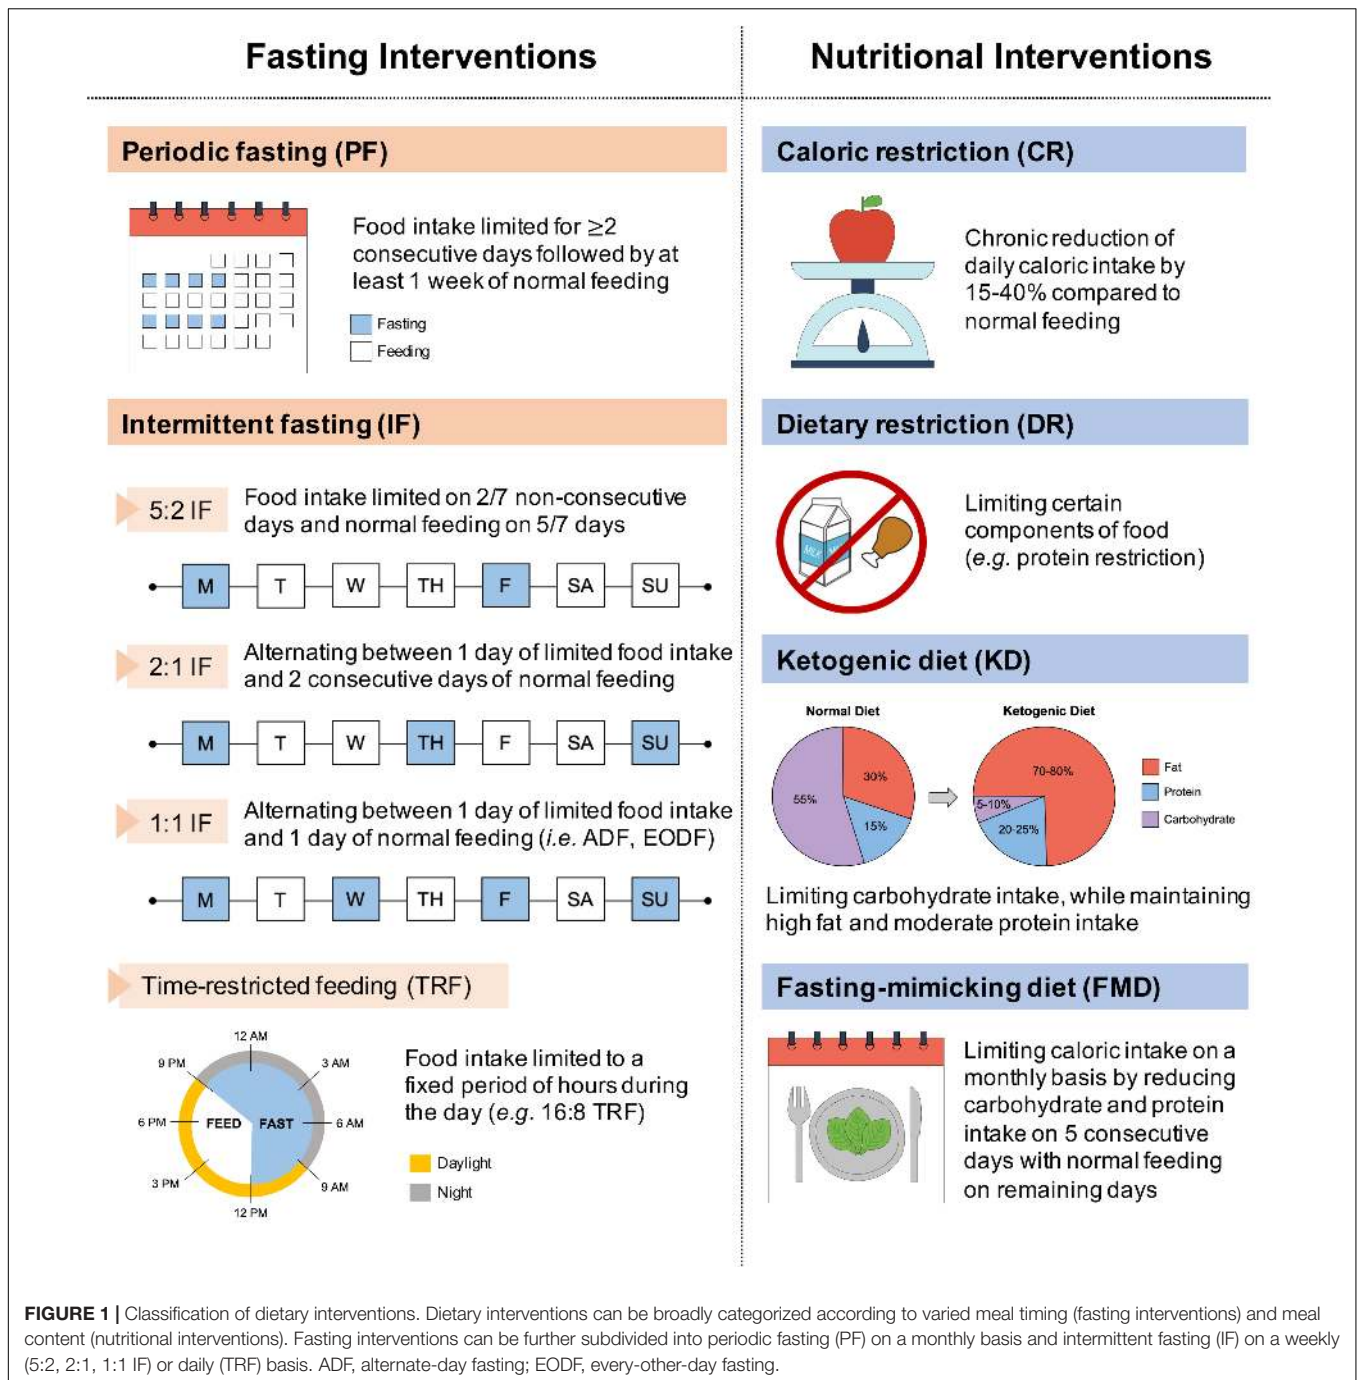 Fasting Interventions
Periodic fasting (PF)
Food intake limited for ≥2
consecutive days followed by at
least 1 week of normal feeding
Fasting
Feeding
Intermittent fasting (IF)
5:2 IF
Food intake limited on 2/7 non-consecutive
days and normal feeding on 5/7 days
M T W TH F SA SU
2:1 IF
Alternating between 1 day of limited food intake
and 2 consecutive days of normal feeding
M T W TH F SA SU
1:1 IF
Alternating between 1 day of limited food intake
and 1 day of normal feeding (i.e. ADF, EODF)
M T W TH F SA SU
Time-restricted feeding (TRF)
12 AM
9 PM 3 AM
6 PM FEED FAST 6 AM
3 PM 9 AM
12 PM
Food intake limited to a
fixed period of hours during
the day (e.g. 16:8 TRF)
Daylight
Night
Nutritional Interventions
Caloric restriction (CR)
Chronic reduction of
daily caloric intake by
15-40% compared to
normal feeding
Dietary restriction (DR)
MILK
Limiting certain
components of food
(e.g. protein restriction)
Ketogenic diet (KD)
Normal Diet
30%
55%
15%
Ketogenic Diet
70-80%
5-10%
20-25%
Fat
Protein
Carbohydrate
Limiting carbohydrate intake, while maintaining
high fat and moderate protein intake
Fasting-mimicking diet (FMD)
Limiting caloric intake on a
monthly basis by reducing
carbohydrate and protein
intake on 5 consecutive
days with normal feeding
on remaining days
FIGURE 1 | Classification of dietary interventions. Dietary interventions can be broadly categorized according to varied meal timing (fasting interventions) and meal
content (nutritional interventions). Fasting interventions can be further subdivided into periodic fasting (PF) on a monthly basis and intermittent fasting (IF) on a weekly
(5:2, 2:1, 1:1 IF) or daily (TRF) basis. ADF, alternate-day fasting; EODF, every-other-day fasting.